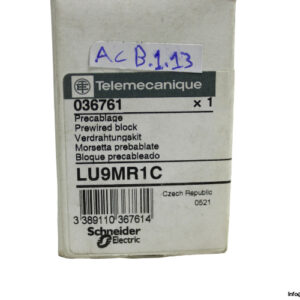 ACB.1.13
Telemecanique
036761 x 1
Precablage
Prewired block
Verdrahtungskit
Morsetta prebablate
Bloque precableado
LU9MR1C
Czech Republic
0521
3 389110 367614
Schneider
Electric